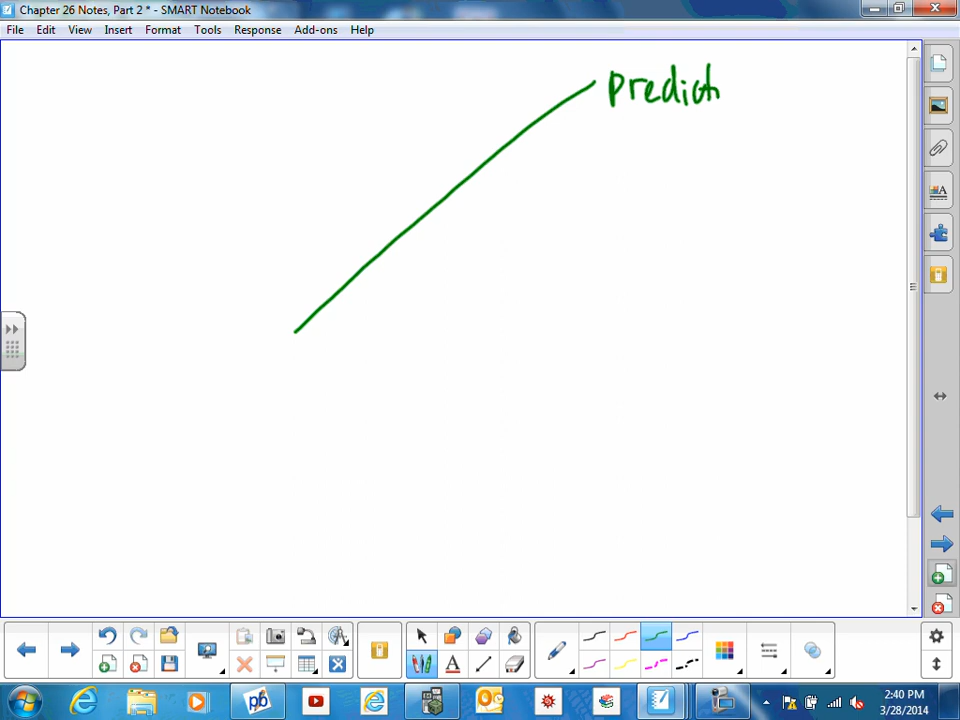 Chapter 26 Notes, Part 2 * - SMART Notebook
File Edit View Insert Format Tools Response Add-ons Help
predict
2:40 PM
3/28/2014